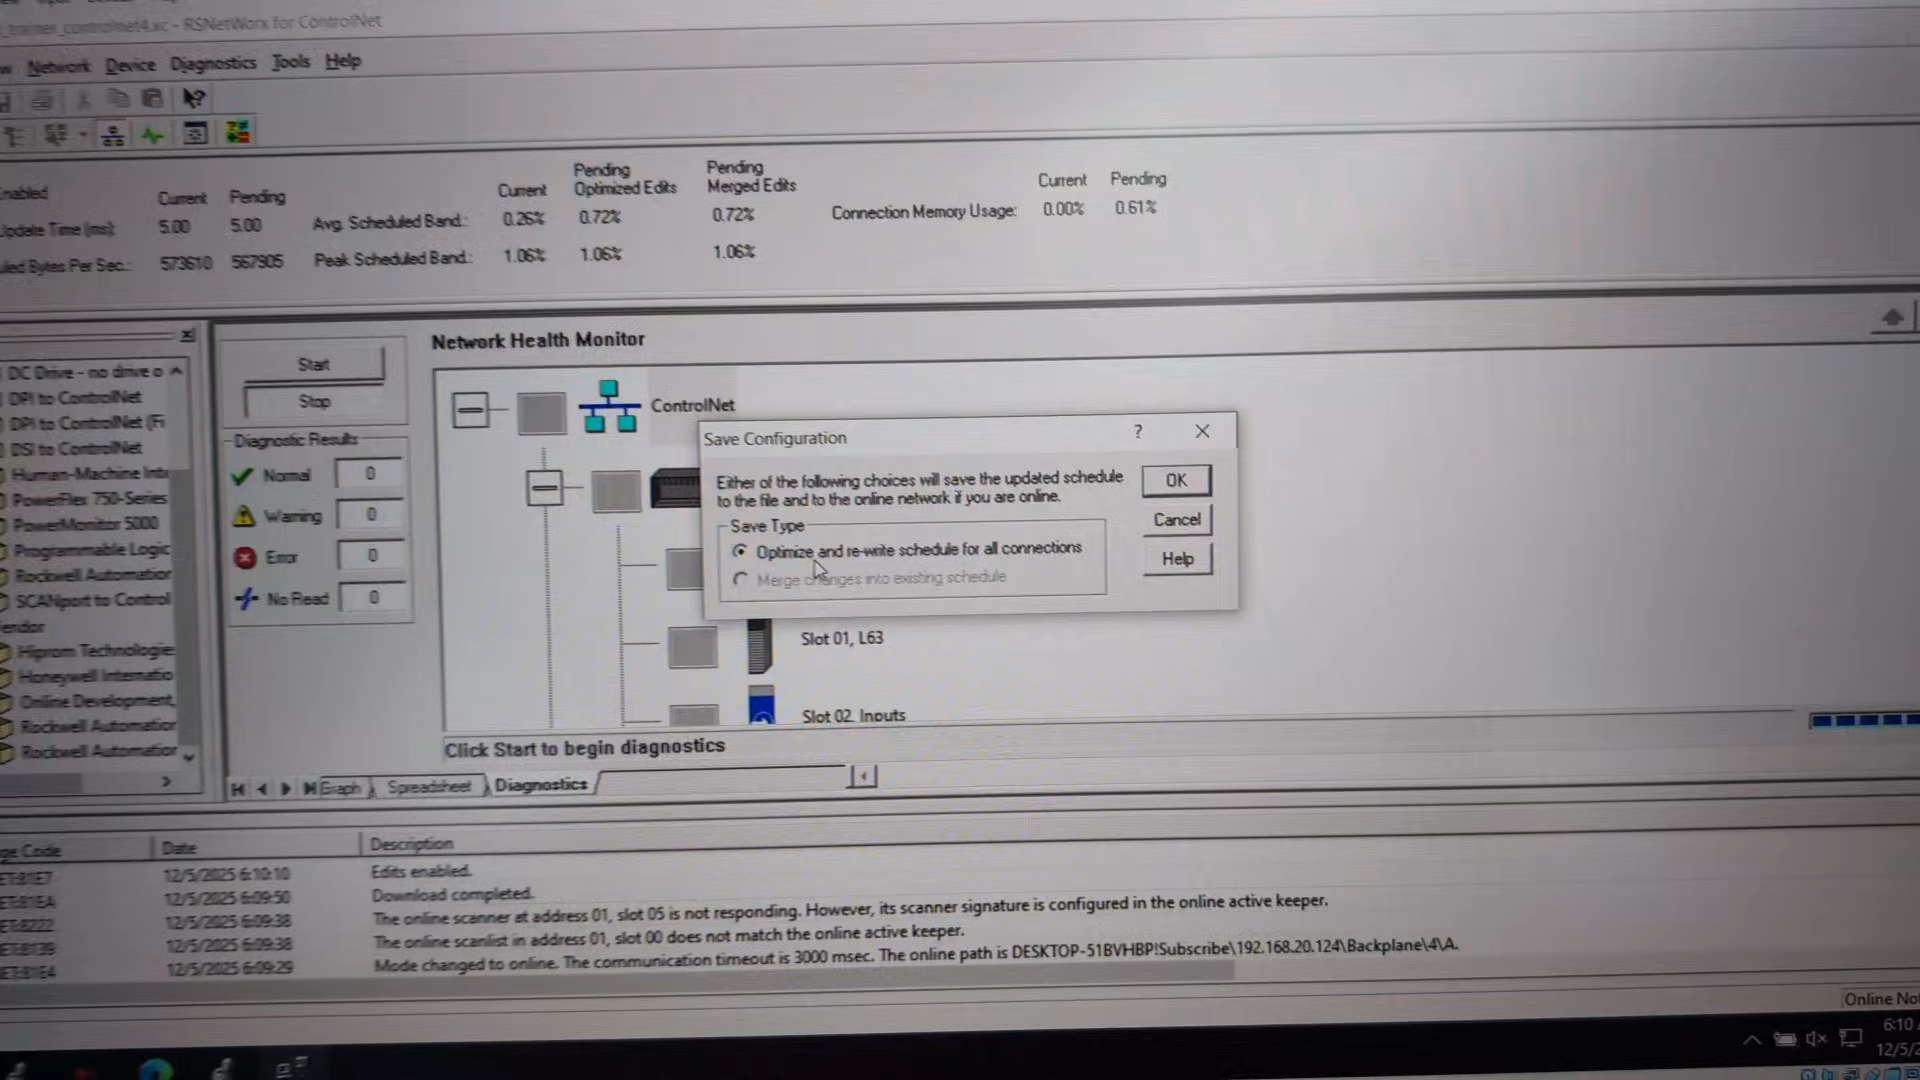 _trainer_controlnet4.xc - RSNetWorx for ControlNet
Network Device Diagnostics Tools Help
Enabled
Current Pending
Update Time (ms): 5.00 5.00
Bytes Per Sec.: 573610 567905
Current
Pending Optimized Edits
Pending Merged Edits
Avg. Scheduled Band.: 0.26% 0.72% 0.72%
Peak Scheduled Band.: 1.06% 1.06% 1.06%
Current Pending
Connection Memory Usage: 0.00% 0.61%
DC Drive - no drive o
DPI to ControlNet
DPI to ControlNet (Fi
DSI to ControlNet
Human-Machine Inte
PowerFlex 750-Series
PowerMonitor 5000
Programmable Logic
Rockwell Automation
SCANport to Control
endor
Hiprom Technologie
Honeywell Internatio
Online Development,
Rockwell Automation
Rockwell Automation
Start
Stop
Diagnostic Results
Normal 0
Warning 0
Error 0
No Read 0
Network Health Monitor
ControlNet
Save Configuration
? ×
Either of the following choices will save the updated schedule
to the file and to the online network if you are online.
Save Type
Optimize and re-write schedule for all connections
Merge changes into existing schedule
OK
Cancel
Help
Slot 01, L63
Slot 02, Inputs
Click Start to begin diagnostics
Graph Spreadsheet Diagnostics
ge Code Date Description
ET:81E7 12/5/2025 6:10:10 Edits enabled.
ET:81EA 12/5/2025 6:09:50 Download completed.
ET:8222 12/5/2025 6:09:38 The online scanner at address 01, slot 05 is not responding. However, its scanner signature is configured in the online active keeper.
ET:8139 12/5/2025 6:09:38 The online scanlist in address 01, slot 00 does not match the online active keeper.
ET:81E4 12/5/2025 6:09:29 Mode changed to online. The communication timeout is 3000 msec. The online path is DESKTOP-51BVHBP!Subscribe\192.168.20.124\Backplane\4\A.
Online No
6:10
12/5/2